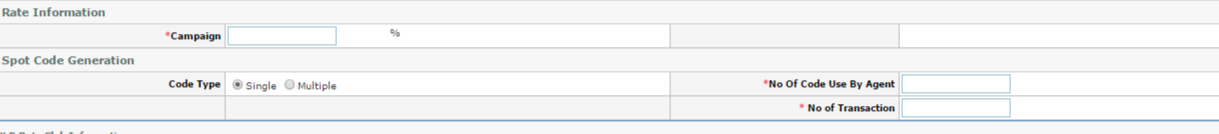 Rate Information
*Campaign %
Spot Code Generation
Code Type Single Multiple *No Of Code Use By Agent
* No of Transaction